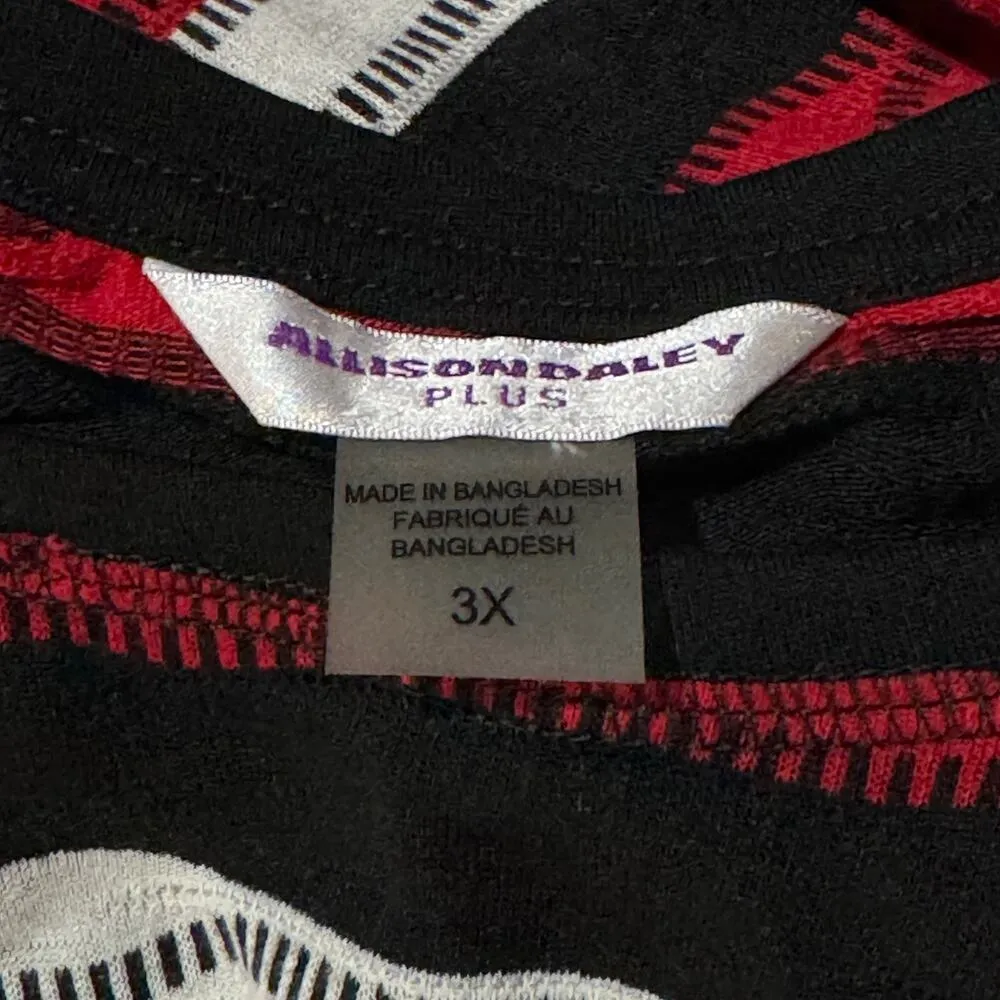 ALLISON DALEY
PLUS
MADE IN BANGLADESH
FABRIQUÉ AU
BANGLADESH
3X